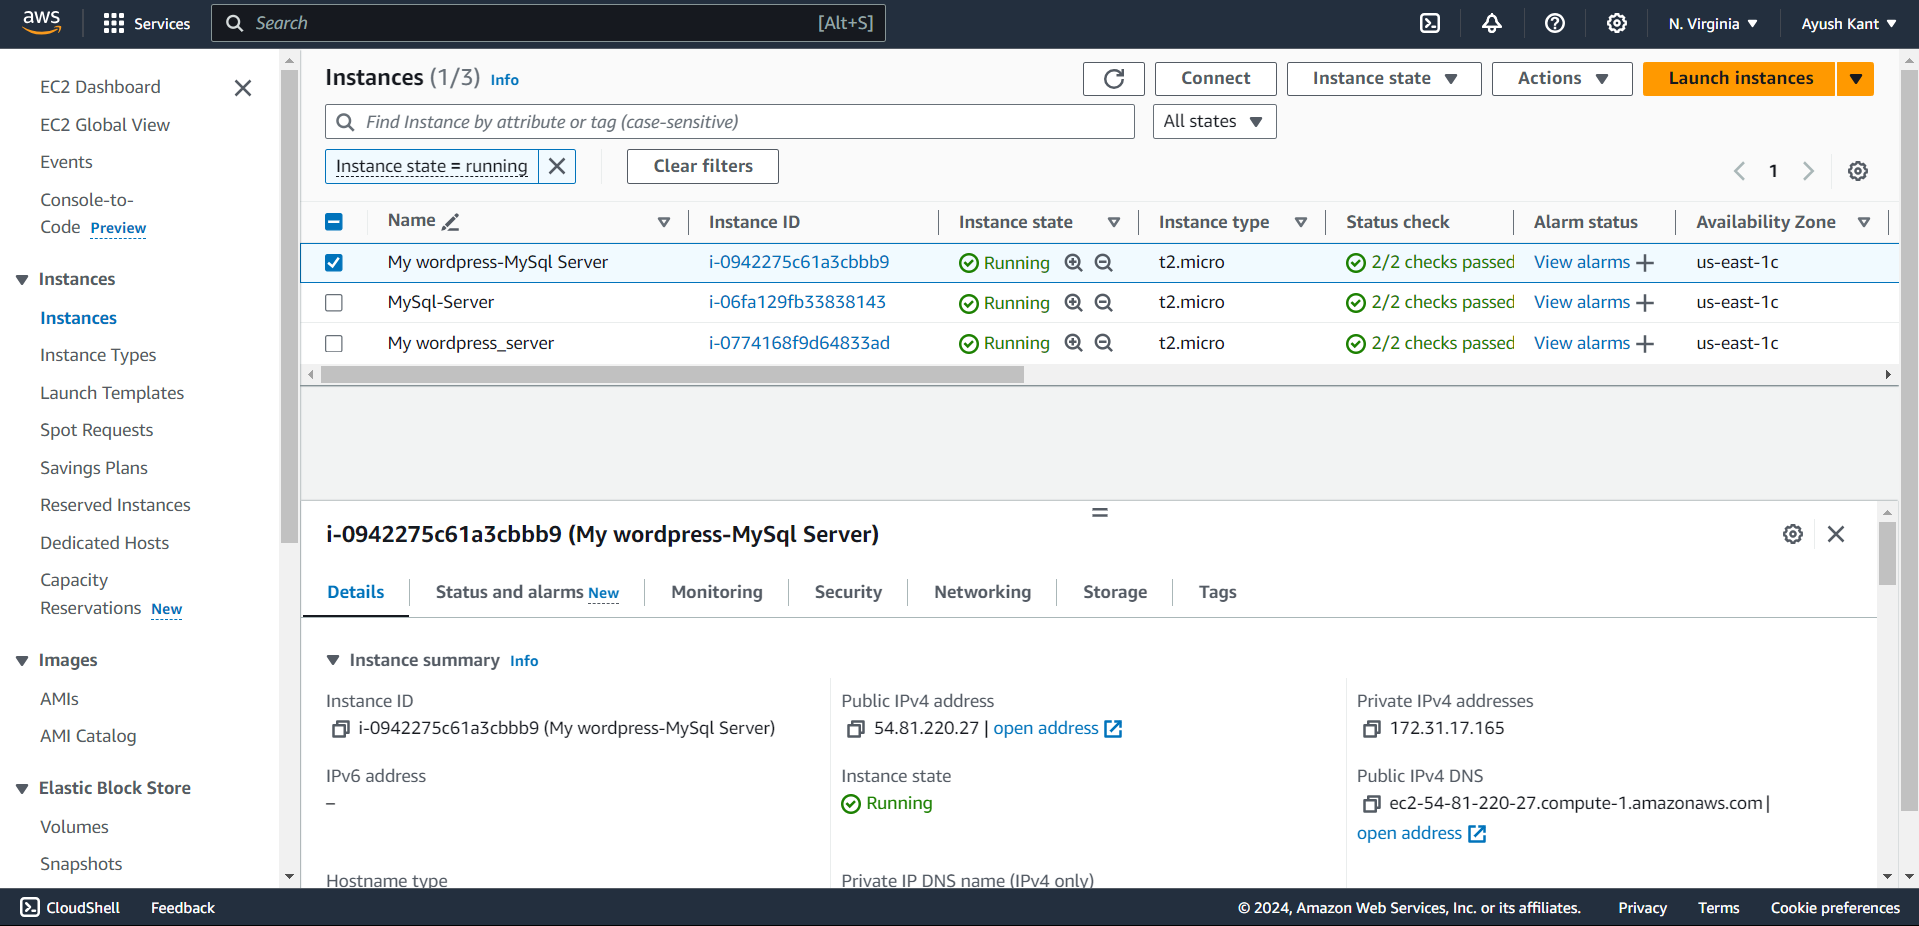 aws Services Search [Alt+S] N. Virginia Ayush Kant
EC2 Dashboard
EC2 Global View
Events
Console-to-
Code Preview
Instances
Instances
Instance Types
Launch Templates
Spot Requests
Savings Plans
Reserved Instances
Dedicated Hosts
Capacity
Reservations New
Images
AMIs
AMI Catalog
Elastic Block Store
Volumes
Snapshots
Instances (1/3) Info Connect Instance state Actions Launch instances
Find Instance by attribute or tag (case-sensitive) All states
Instance state = running Clear filters 1
Name Instance ID Instance state Instance type Status check Alarm status Availability Zone
My wordpress-MySql Server i-0942275c61a3cbbb9 Running t2.micro 2/2 checks passed View alarms us-east-1c
MySql-Server i-06fa129fb33838143 Running t2.micro 2/2 checks passed View alarms us-east-1c
My wordpress_server i-0774168f9d64833ad Running t2.micro 2/2 checks passed View alarms us-east-1c
i-0942275c61a3cbbb9 (My wordpress-MySql Server)
Details Status and alarms New Monitoring Security Networking Storage Tags
Instance summary Info
Instance ID Public IPv4 address Private IPv4 addresses
i-0942275c61a3cbbb9 (My wordpress-MySql Server) 54.81.220.27 | open address 172.31.17.165
IPv6 address Instance state Public IPv4 DNS
– Running ec2-54-81-220-27.compute-1.amazonaws.com |
open address
Hostname type Private IP DNS name (IPv4 only)
CloudShell Feedback © 2024, Amazon Web Services, Inc. or its affiliates. Privacy Terms Cookie preferences